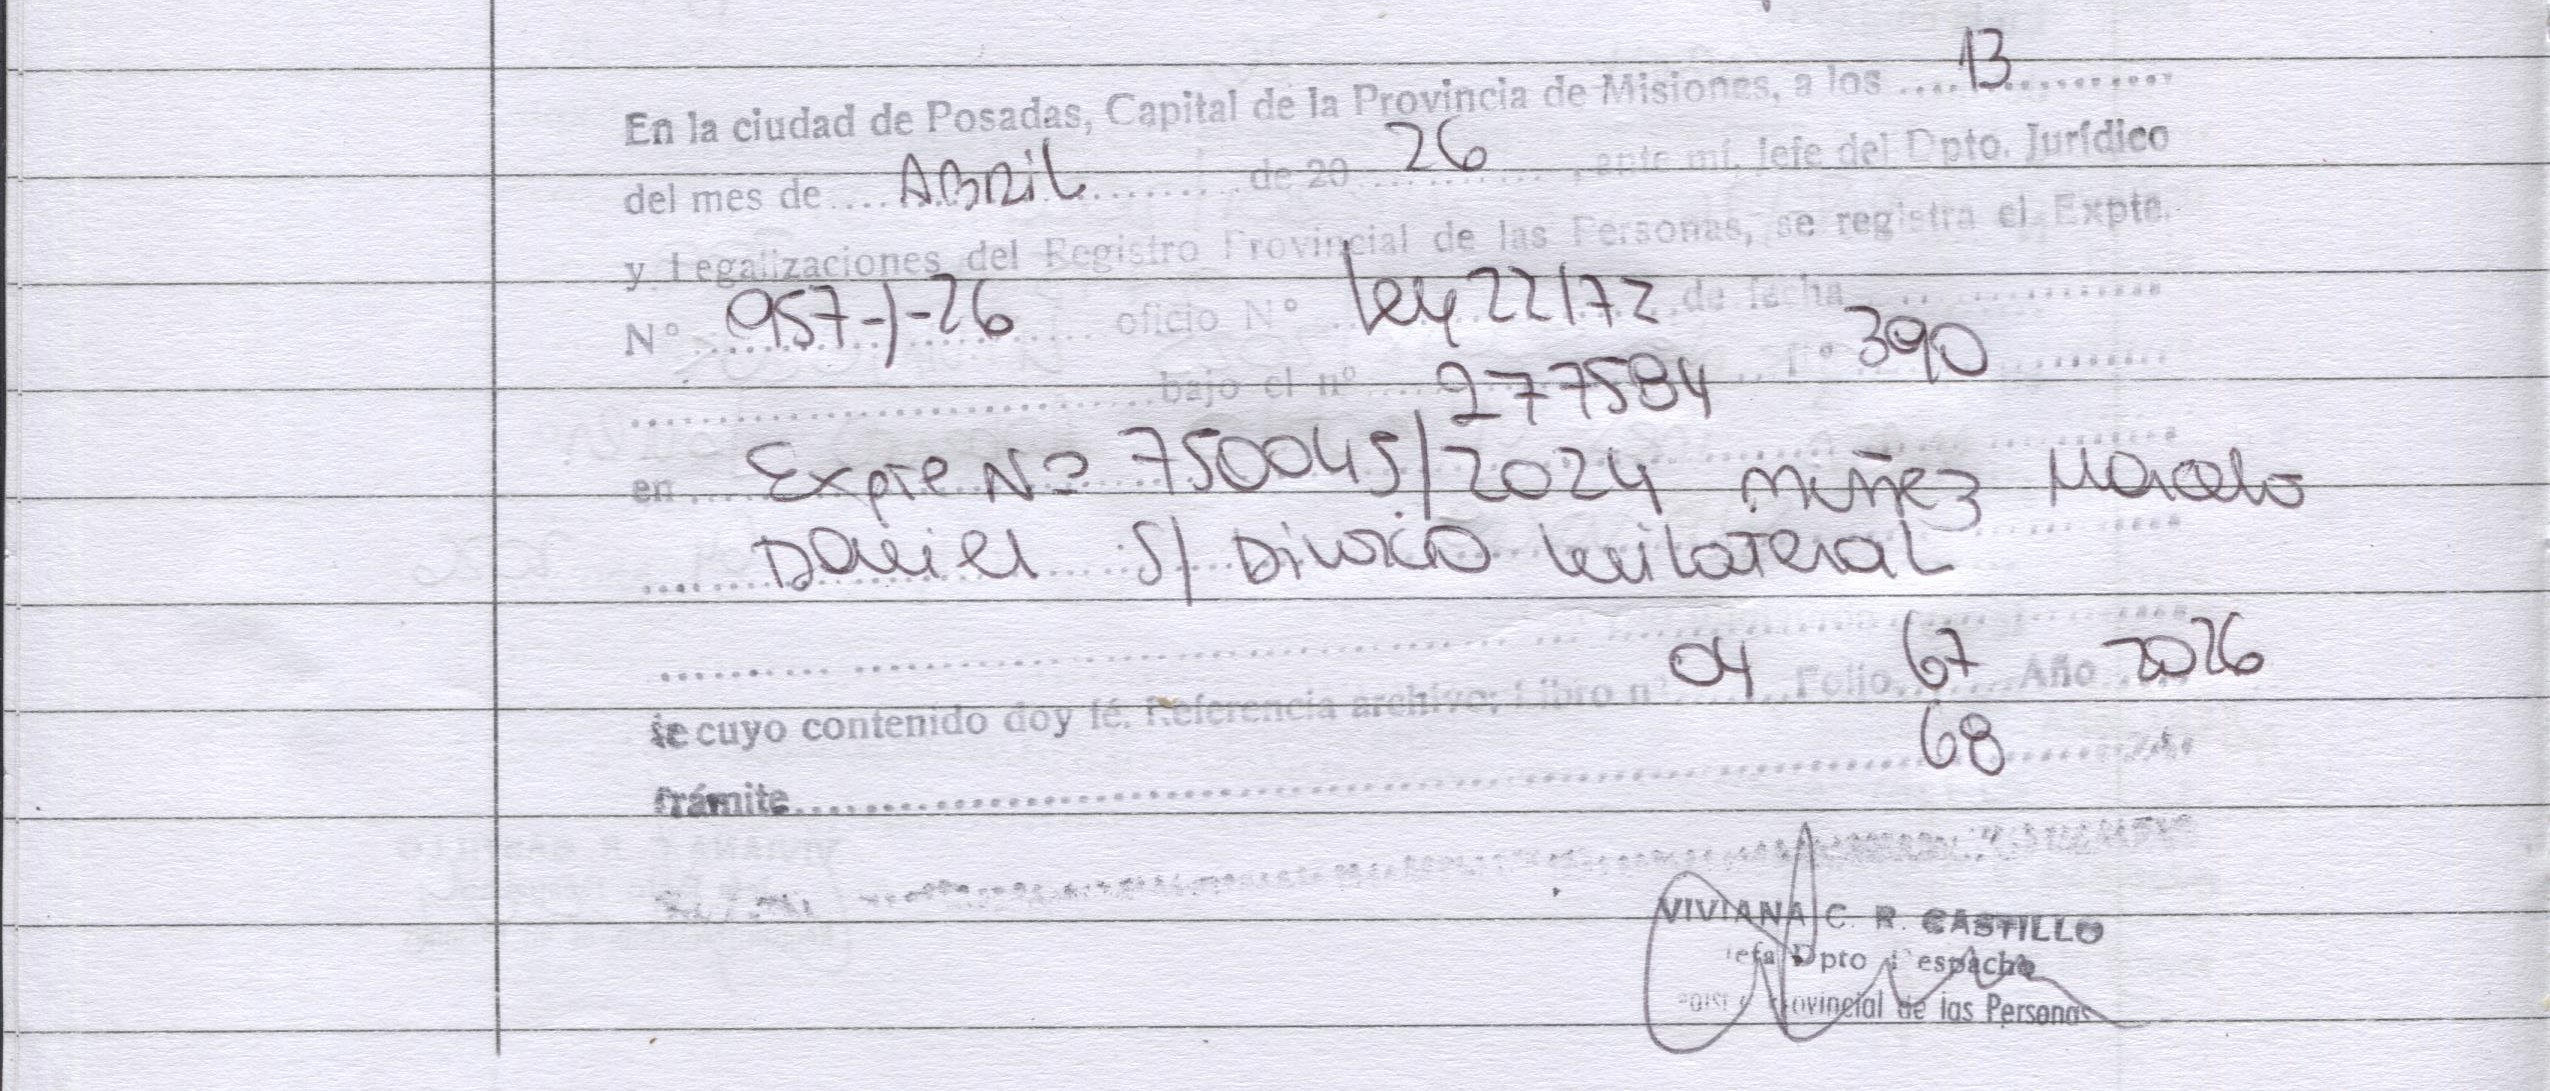 En la ciudad de Posadas, Capital de la Provincia de Misiones, a los .... 13 ..........
del mes de .... ABRIL .......... de 20 26 .........., ante mí, Jefe del Dpto. Jurídico
y Legalizaciones del Registro Provincial de las Personas, se registra el Expte.
Nº 957-J-26 oficio Nº ley 22172 de fecha ..........
.......... bajo el nº .... 277584 Fº 390 ..........
en .... Expte Nº 750045/2024 Muñez Marcelo
Daniel S/ Divorcio Unilateral
..........
de cuyo contenido doy fé. Referencia archivo: Libro nº 04 Folio 67 Año 2026
68
trámite ..........
VIVIANA C. R. CASTILLO
Jefa Dpto Despacho
Provincial de las Personas